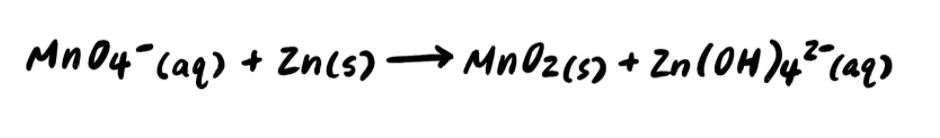 MnO₄⁻(aq) + Zn(s) ⟶ MnO₂(s) + Zn(OH)₄²⁻(aq)